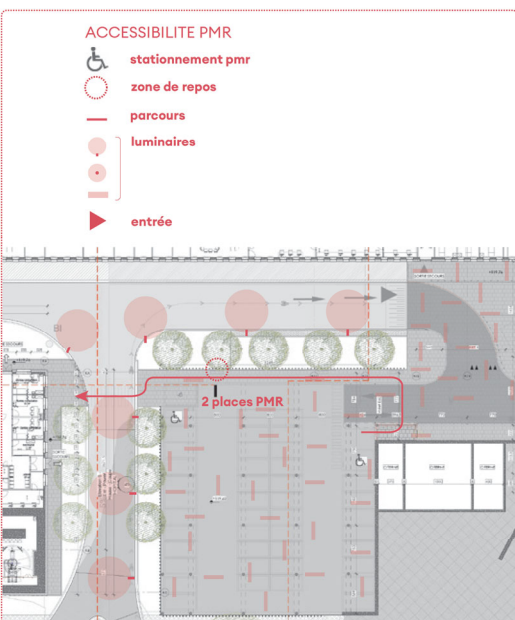 ACCESSIBILITE PMR
stationnement pmr
zone de repos
parcours
luminaires
entrée
2 places PMR